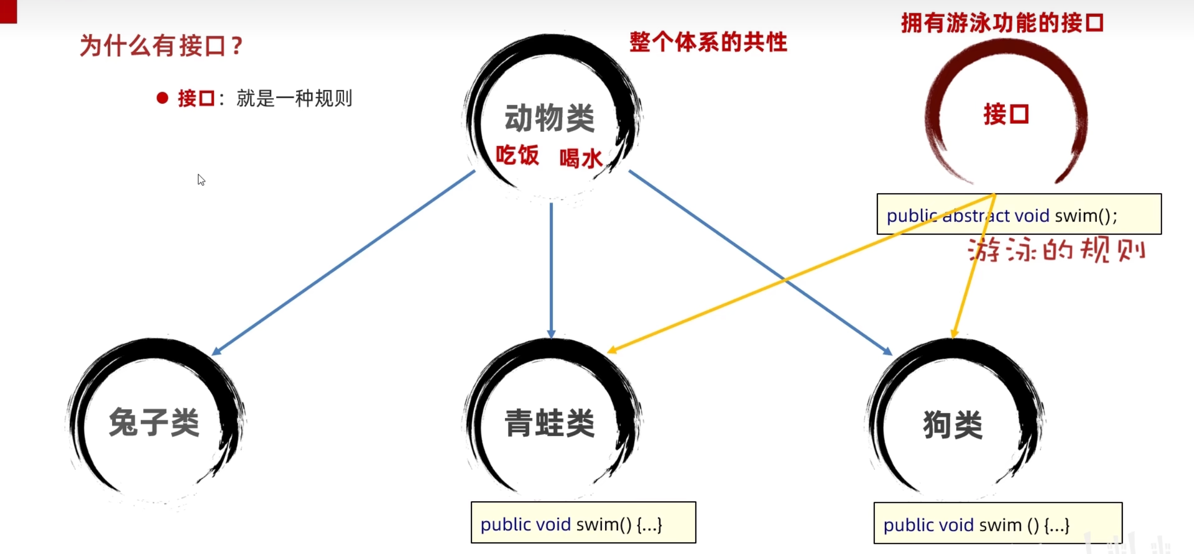 为什么有接口？
● 接口：就是一种规则
整个体系的共性
拥有游泳功能的接口
动物类
吃饭 喝水
接口
public abstract void swim();
游泳的规则
兔子类
青蛙类
狗类
public void swim() {...}
public void swim () {...}